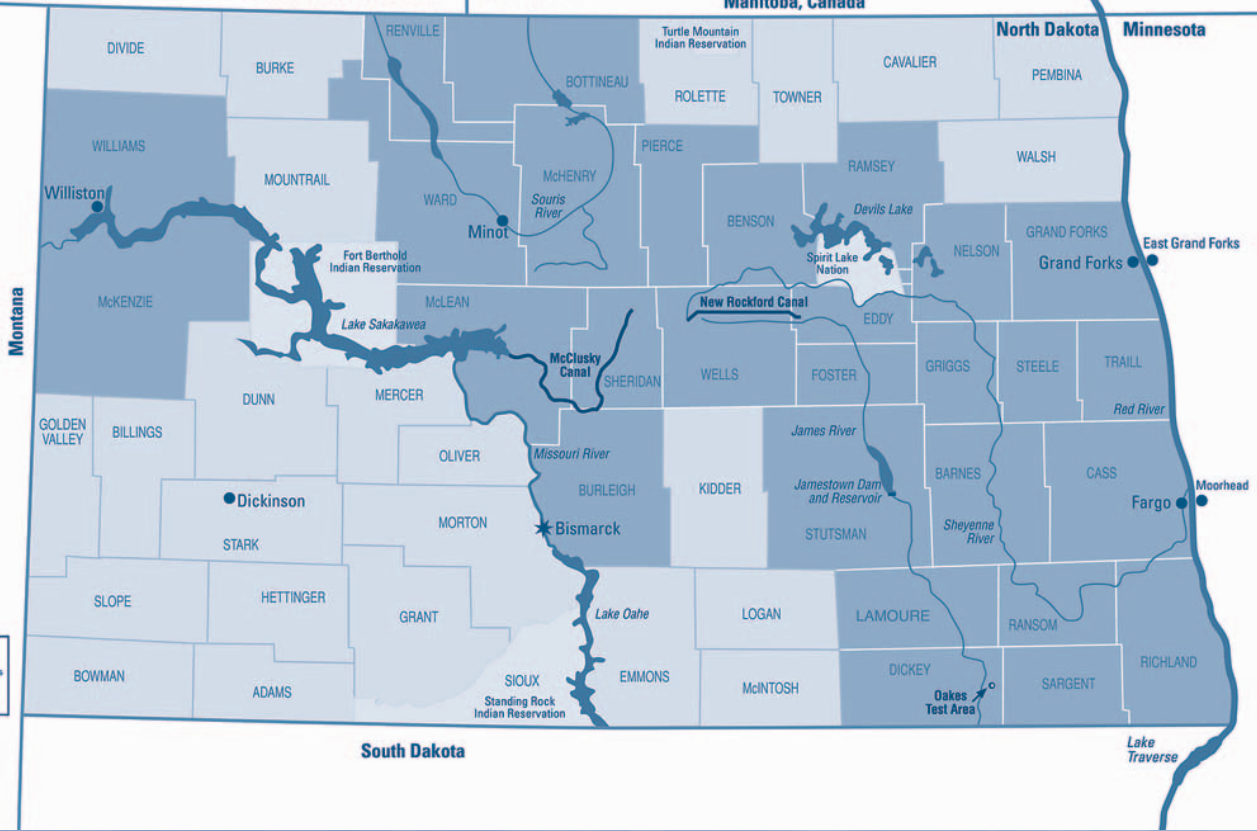 Manitoba, Canada
North Dakota
Minnesota
Montana
South Dakota
DIVIDE
BURKE
RENVILLE
BOTTINEAU
Turtle Mountain
Indian Reservation
ROLETTE
TOWNER
CAVALIER
PEMBINA
WILLIAMS
Williston
MOUNTRAIL
WARD
Minot
McHENRY
Souris
River
PIERCE
BENSON
RAMSEY
Devils Lake
Spirit Lake
Nation
WALSH
NELSON
GRAND FORKS
Grand Forks
East Grand Forks
McKENZIE
Fort Berthold
Indian Reservation
Lake Sakakawea
McLEAN
McClusky
Canal
SHERIDAN
New Rockford Canal
WELLS
EDDY
FOSTER
GRIGGS
STEELE
TRAILL
Red River
GOLDEN
VALLEY
BILLINGS
DUNN
MERCER
OLIVER
Missouri River
BURLEIGH
KIDDER
James River
Jamestown Dam
and Reservoir
STUTSMAN
BARNES
Sheyenne
River
CASS
Fargo
Moorhead
Dickinson
STARK
MORTON
Bismarck
SLOPE
HETTINGER
GRANT
Lake Oahe
LOGAN
LAMOURE
RANSOM
RICHLAND
BOWMAN
ADAMS
SIOUX
Standing Rock
Indian Reservation
EMMONS
McINTOSH
DICKEY
Oakes
Test Area
SARGENT
Lake
Traverse